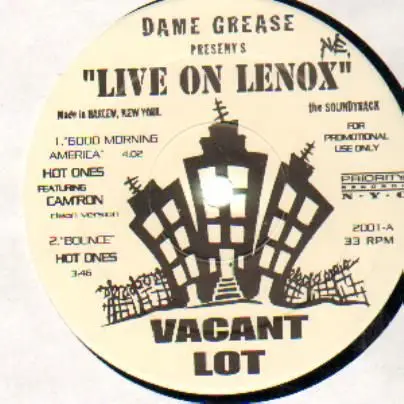 DAME GREASE
PRESENY'S
"LIVE ON LENOX"
Made in HARLEM, NEW YORK.
the SOUNDTRACK
1. "GOOD MORNING
AMERICA" 4:02
HOT ONES
FEATURING
CAM'RON
clean version
2. "BOUNCE"
HOT ONES
3:46
FOR
PROMOTIONAL
USE ONLY
PRIORITY
RECORDS
N·Y·C
2001-A
33 RPM
VACANT
LOT